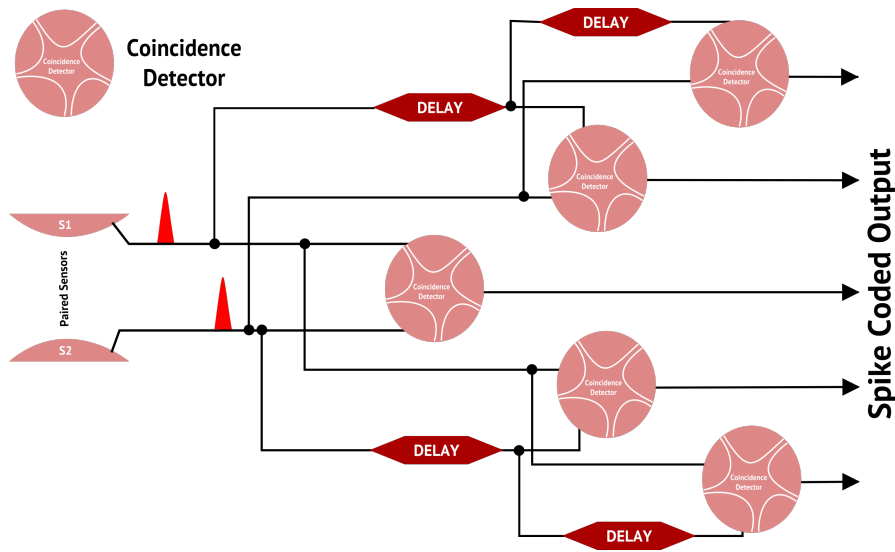 Coincidence
Detector
Coincidence
Detector
DELAY
Coincidence
Detector
DELAY
Coincidence
Detector
S1
Paired Sensors
S2
Coincidence
Detector
Coincidence
Detector
DELAY
Coincidence
Detector
DELAY
Spike Coded Output